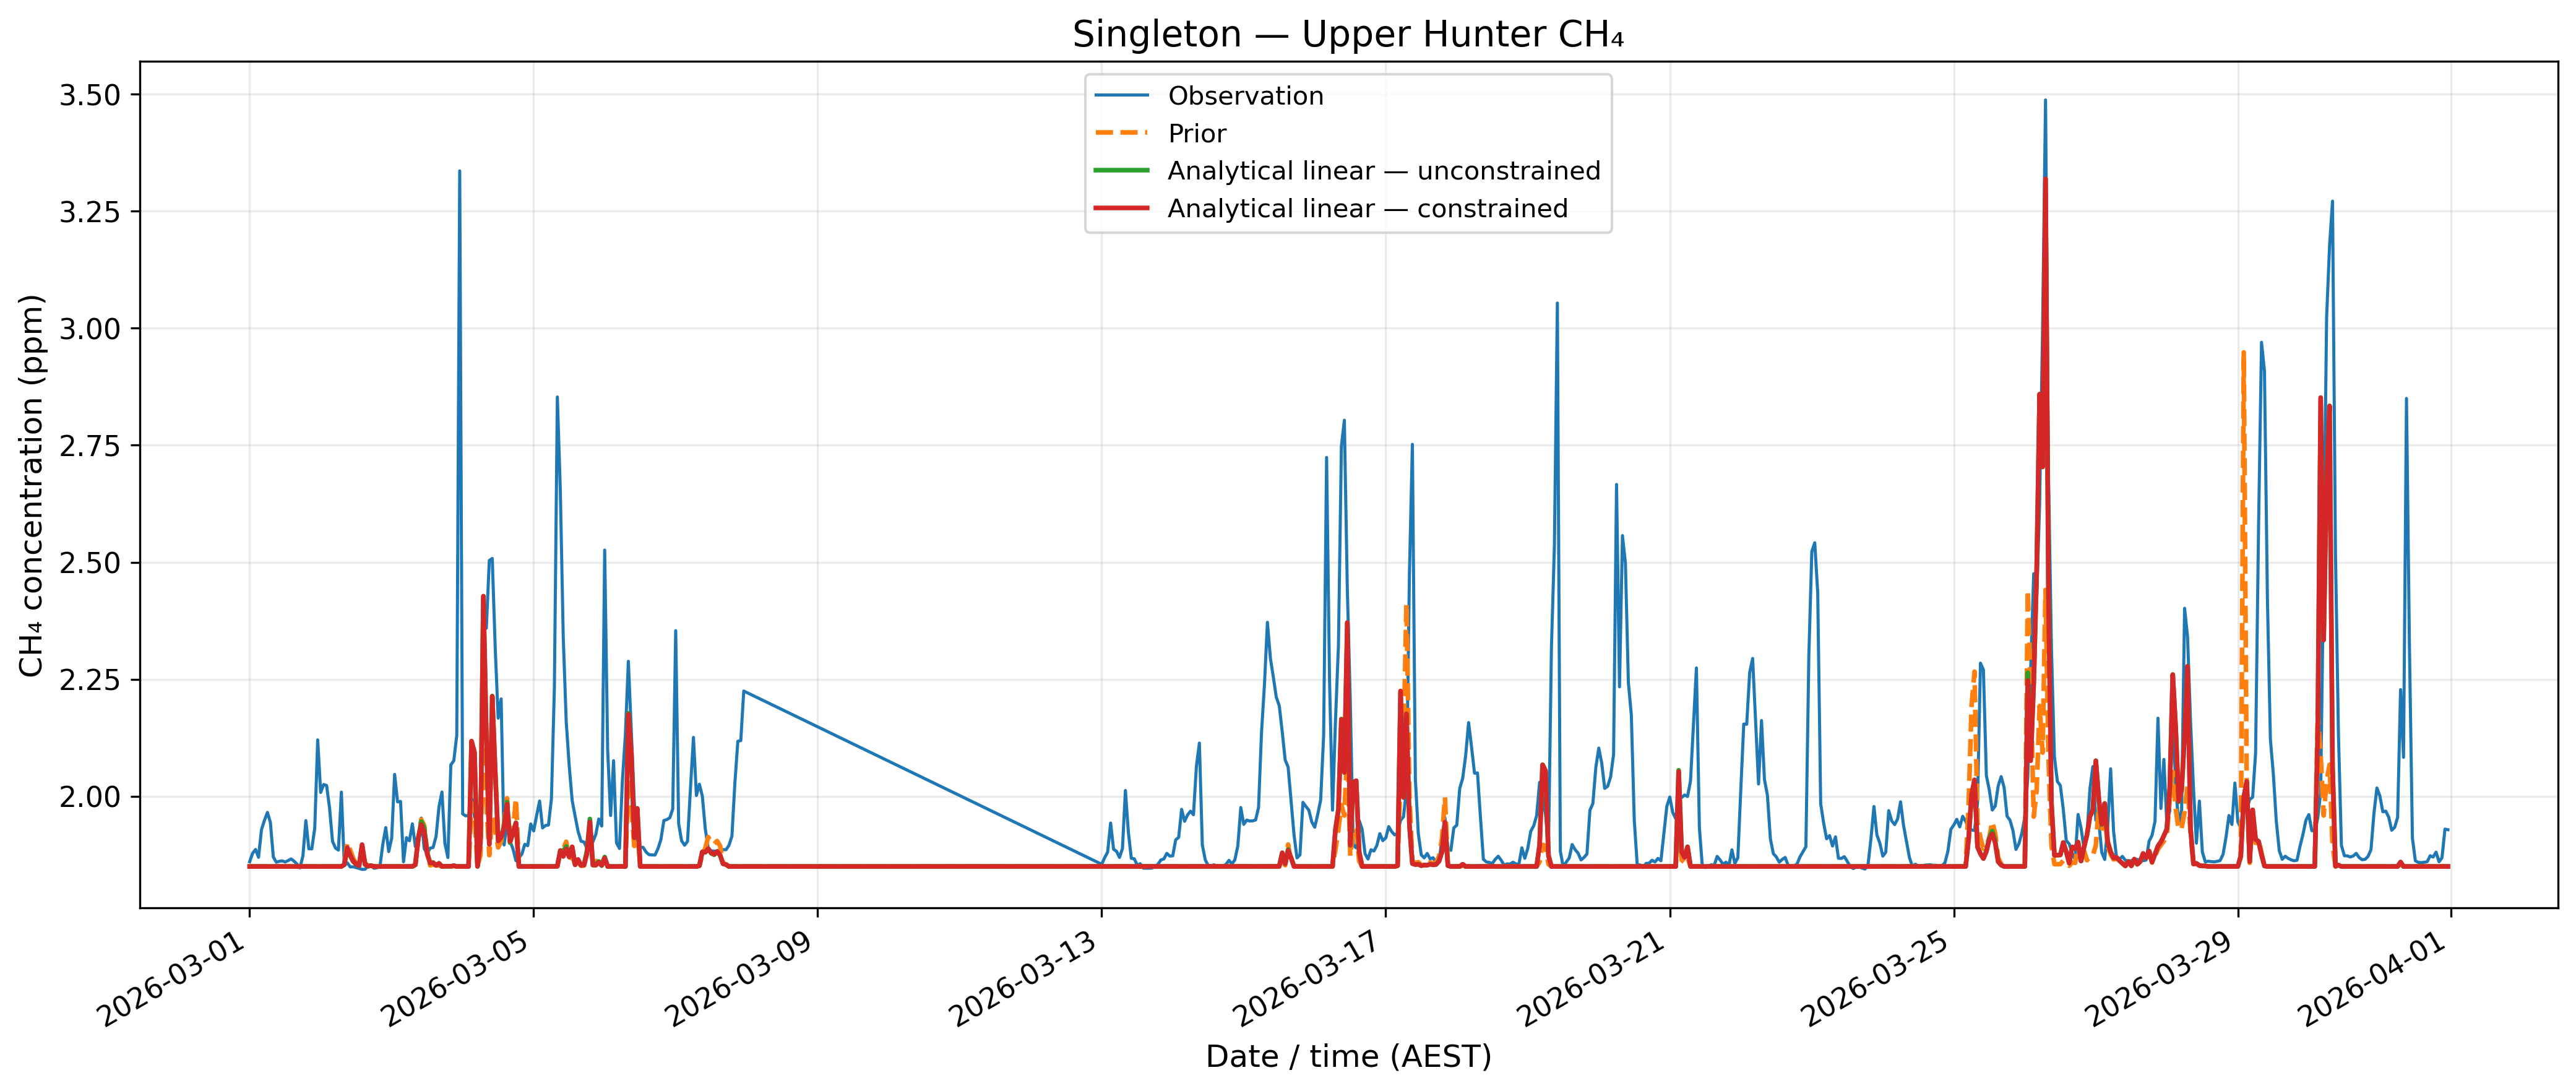 Singleton — Upper Hunter CH₄
Observation
Prior
Analytical linear — unconstrained
Analytical linear — constrained
CH₄ concentration (ppm)
3.50
3.25
3.00
2.75
2.50
2.25
2.00
2026-03-01
2026-03-05
2026-03-09
2026-03-13
2026-03-17
2026-03-21
2026-03-25
2026-03-29
2026-04-01
Date / time (AEST)